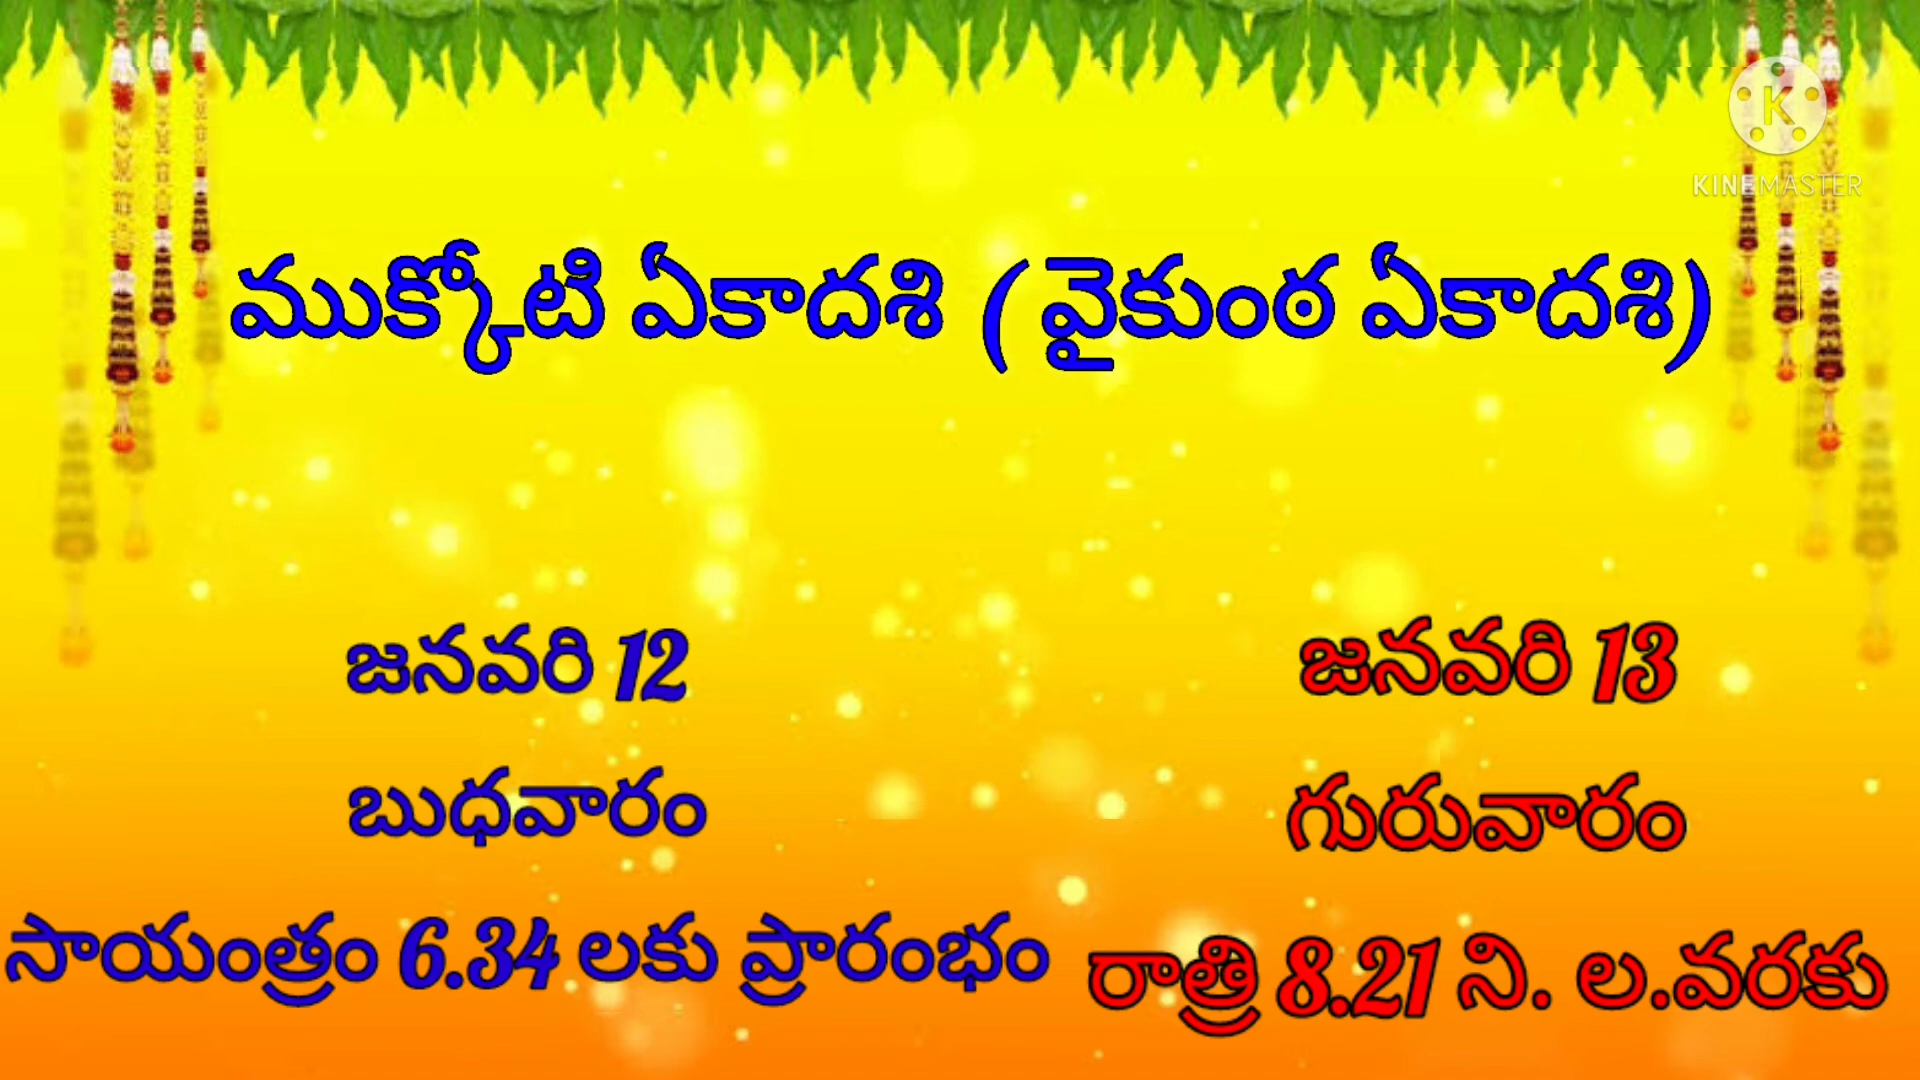 KINEMASTER
ముక్కోటి ఏకాదశి ( వైకుంఠ ఏకాదశి)
జనవరి 12
బుధవారం
సాయంత్రం 6.34 లకు ప్రారంభం
జనవరి 13
గురువారం
రాత్రి 8.21 ని. ల.వరకు